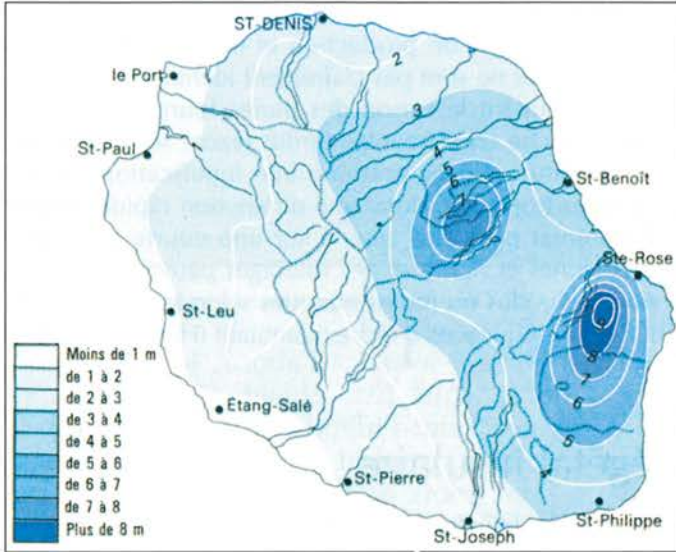 ST-DENIS
2
le Port
3
St-Paul
4
5
6
7
St-Benoît
Ste-Rose
St-Leu
9
8
7
6
5
4
Étang-Salé
St-Pierre
St-Joseph
St-Philippe
Moins de 1 m
de 1 à 2
de 2 à 3
de 3 à 4
de 4 à 5
de 5 à 6
de 6 à 7
de 7 à 8
Plus de 8 m